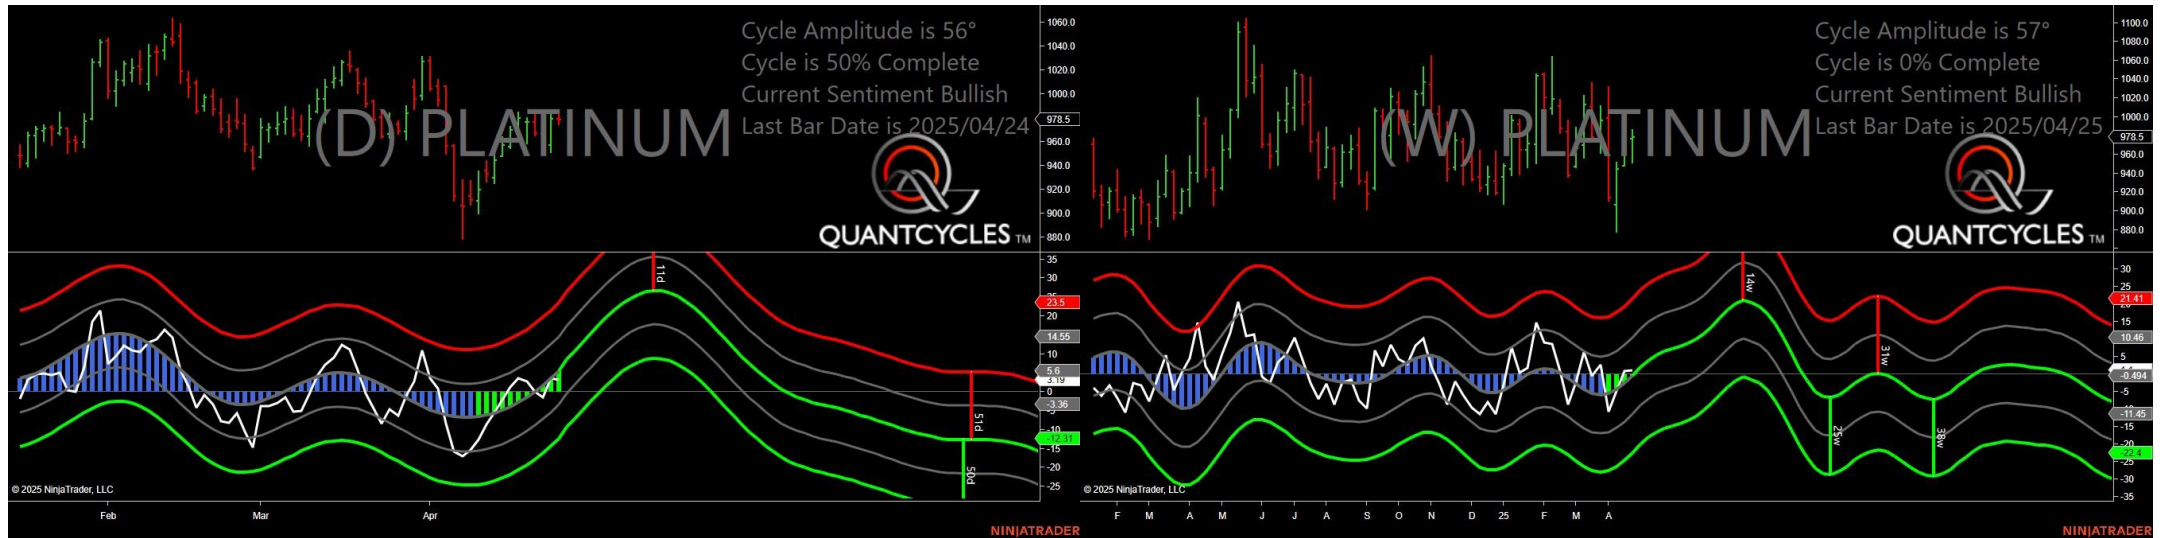 Cycle Amplitude is 56°
Cycle is 50% Complete
Current Sentiment Bullish
Last Bar Date is 2025/04/24
(D) PLATINUM
QUANTCYCLES TM
1060.0
1040.0
1020.0
1000.0
978.5
960.0
940.0
920.0
900.0
880.0
11d
51d
50d
35
23.5
20
14.55
10
5.6
3.19
0
-3.36
-10
-12.31
-15
-20
-25
© 2025 NinjaTrader, LLC
Feb
Mar
Apr
NINJATRADER
Cycle Amplitude is 57°
Cycle is 0% Complete
Current Sentiment Bullish
Last Bar Date is 2025/04/25
(W) PLATINUM
QUANTCYCLES TM
1100.0
1080.0
1060.0
1040.0
1020.0
1000.0
978.5
960.0
940.0
920.0
900.0
880.0
14w
31w
25w
38w
30
21.41
15
10.46
5
-0.494
-5
-11.45
-15
-20
-22.4
-25
-30
-35
© 2025 NinjaTrader, LLC
F M A M J J A S O N D 25 F M A
NINJATRADER